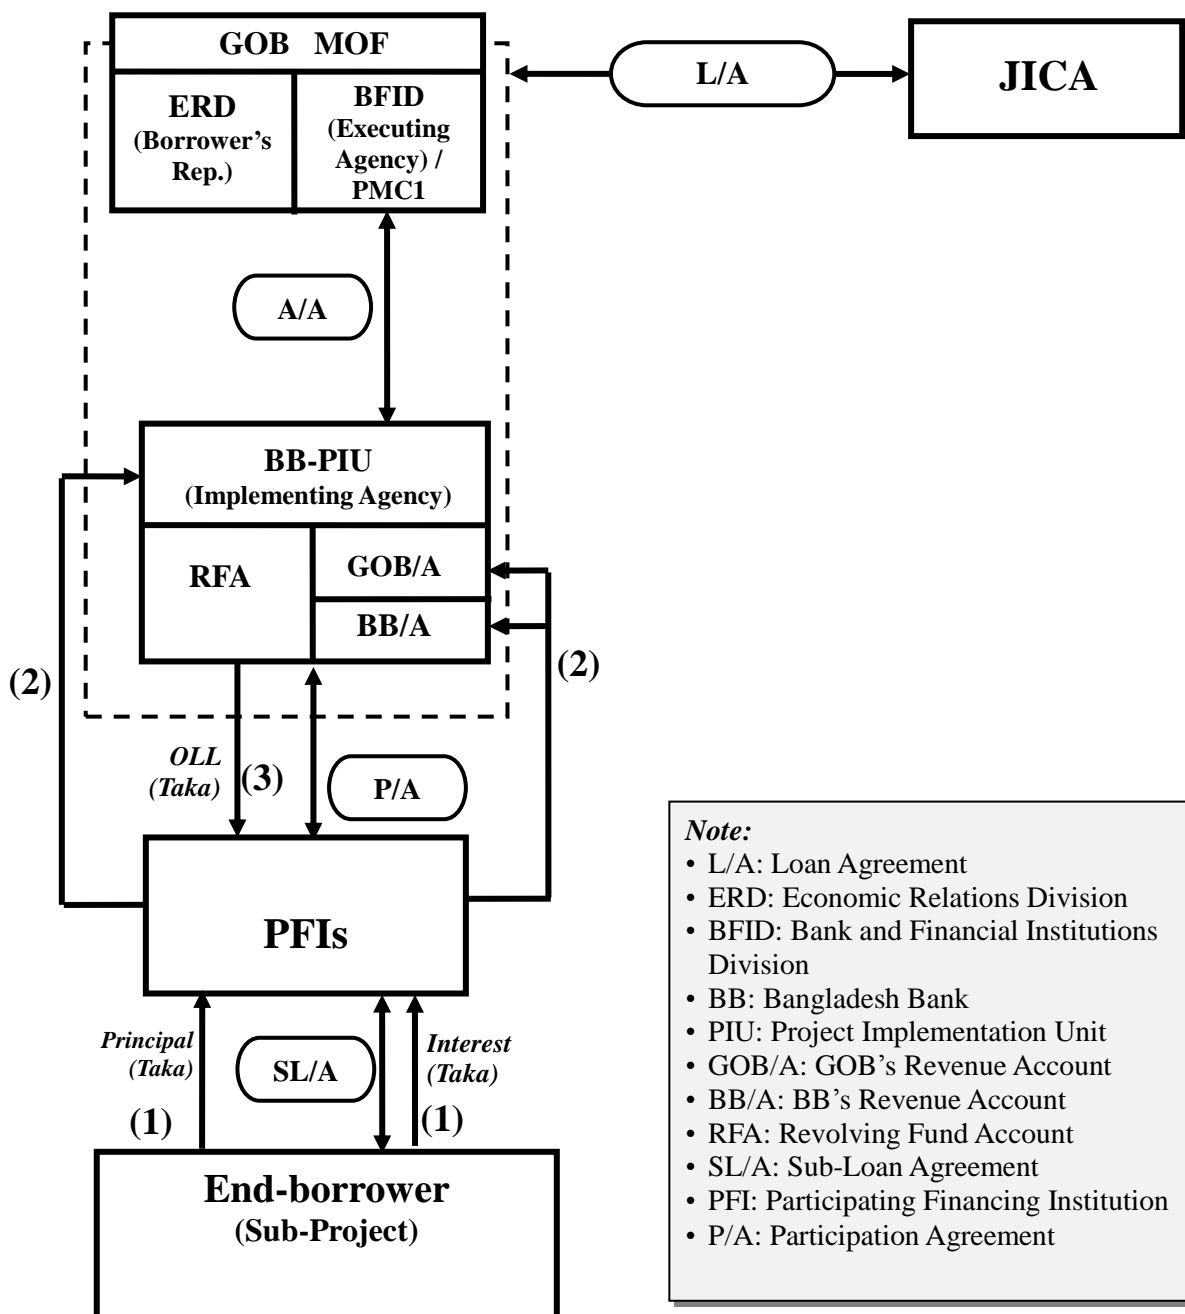 GOB MOF
ERD
(Borrower's
Rep.)
BFID
(Executing
Agency) /
PMC1
L/A
JICA
A/A
BB-PIU
(Implementing Agency)
RFA
GOB/A
BB/A
(2)
(2)
OLL
(Taka)
(3)
P/A
PFIs
Principal
(Taka)
(1)
SL/A
Interest
(Taka)
(1)
End-borrower
(Sub-Project)
Note:
• L/A: Loan Agreement
• ERD: Economic Relations Division
• BFID: Bank and Financial Institutions
Division
• BB: Bangladesh Bank
• PIU: Project Implementation Unit
• GOB/A: GOB's Revenue Account
• BB/A: BB's Revenue Account
• RFA: Revolving Fund Account
• SL/A: Sub-Loan Agreement
• PFI: Participating Financing Institution
• P/A: Participation Agreement